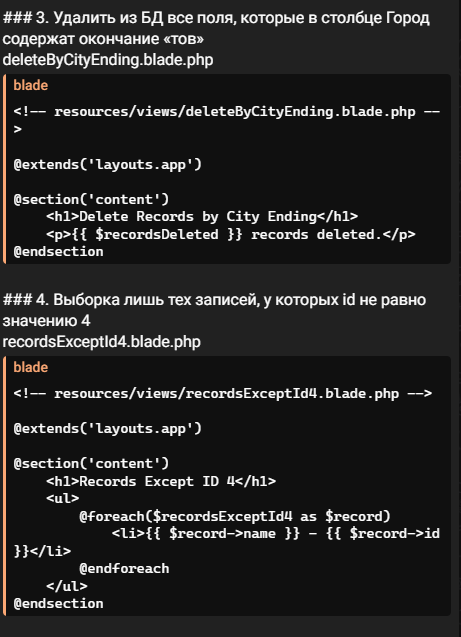 ### 3. Удалить из БД все поля, которые в столбце Город
содержат окончание «тов»
deleteByCityEnding.blade.php
blade
<!-- resources/views/deleteByCityEnding.blade.php --
>
@extends('layouts.app')
@section('content')
    <h1>Delete Records by City Ending</h1>
    <p>{{ $recordsDeleted }} records deleted.</p>
@endsection
### 4. Выборка лишь тех записей, у которых id не равно
значению 4
recordsExceptId4.blade.php
blade
<!-- resources/views/recordsExceptId4.blade.php -->
@extends('layouts.app')
@section('content')
    <h1>Records Except ID 4</h1>
    <ul>
        @foreach($recordsExceptId4 as $record)
            <li>{{ $record->name }} - {{ $record->id
}}</li>
        @endforeach
    </ul>
@endsection